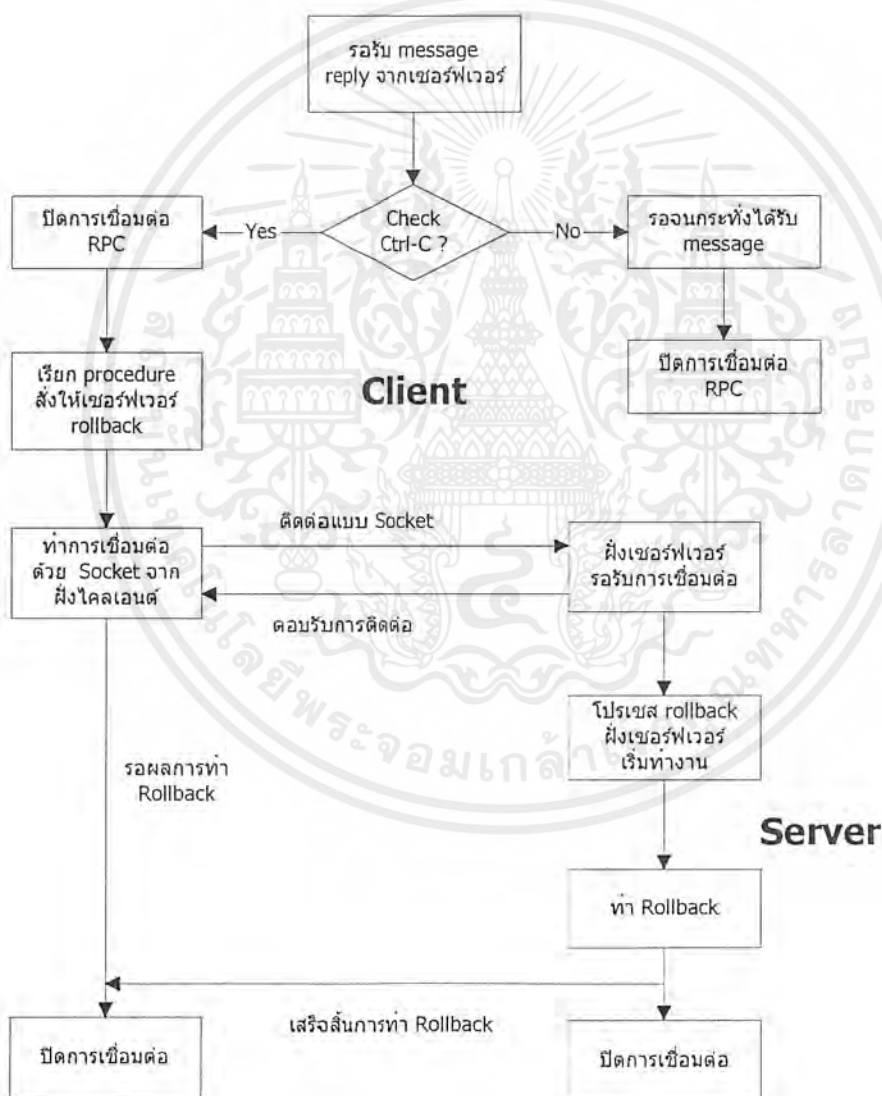 รอรับ message
reply จากเซอร์ฟเวอร์
Check
Ctrl-C ?
Yes
No
ปิดการเชื่อมต่อ
RPC
รอจนกระทั่งได้รับ
message
เรียก procedure
สั่งให้เซอร์ฟเวอร์
rollback
ปิดการเชื่อมต่อ
RPC
Client
ทำการเชื่อมต่อ
ด้วย Socket จาก
ฝั่งไคลเอนต์
ติดต่อแบบ Socket
ตอบรับการติดต่อ
ฝั่งเซอร์ฟเวอร์
รอรับการเชื่อมต่อ
โปรเซส rollback
ฝั่งเซอร์ฟเวอร์
เริ่มทำงาน
รอผลการทำ
Rollback
Server
ทำ Rollback
เสร็จสิ้นการทำ Rollback
ปิดการเชื่อมต่อ
ปิดการเชื่อมต่อ